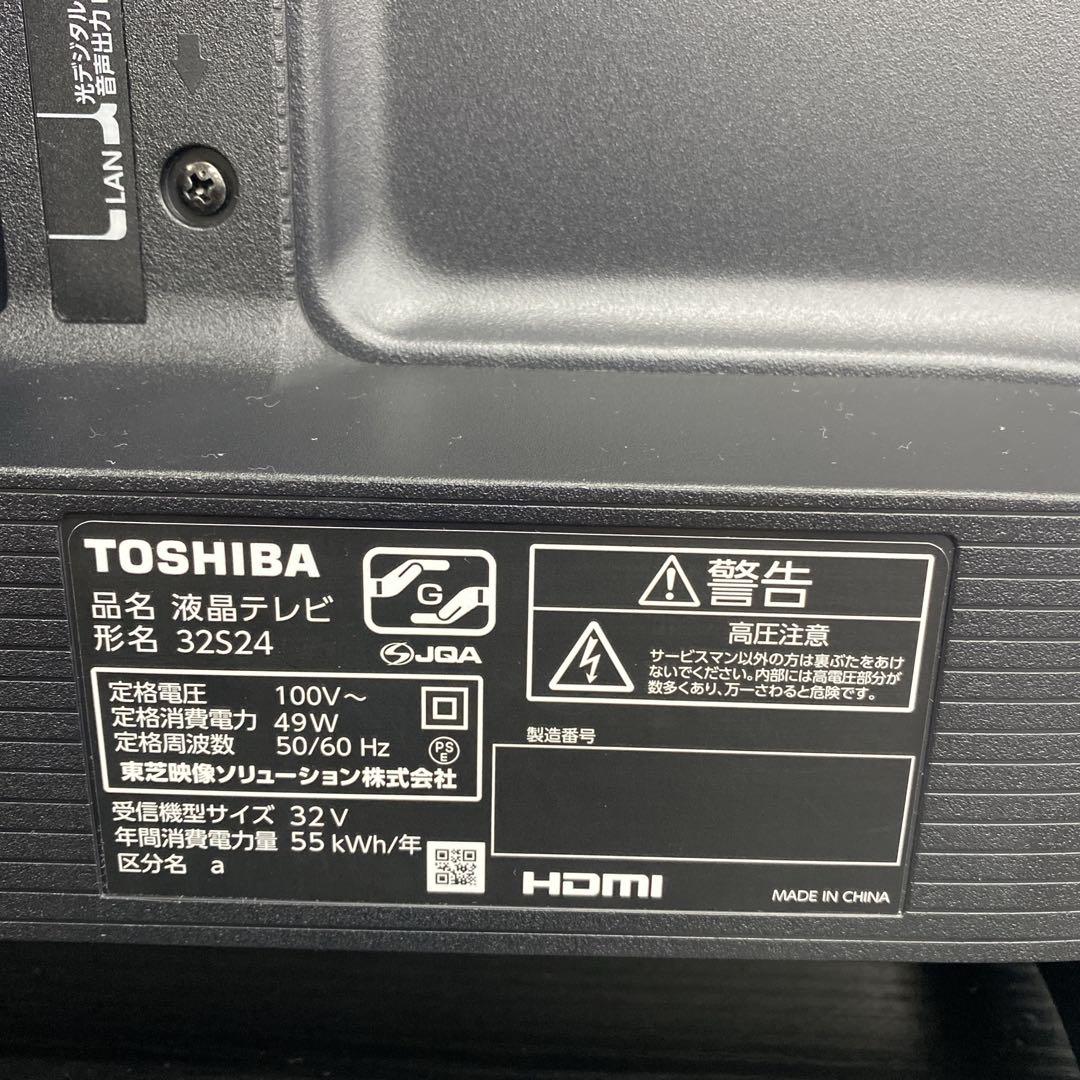 光デジタル
音声出力
LAN
TOSHIBA
品名 液晶テレビ
形名 32S24
G
JQA
定格電圧 100V～
定格消費電力 49W
定格周波数 50/60 Hz
PS
E
東芝映像ソリューション株式会社
受信機型サイズ 32V
年間消費電力量 55 kWh/年
区分名 a
警告
高圧注意
サービスマン以外の方は裏ぶたをあけ
ないでください。内部には高電圧部分が
数多くあり、万一さわると危険です。
製造番号
HDMI
MADE IN CHINA